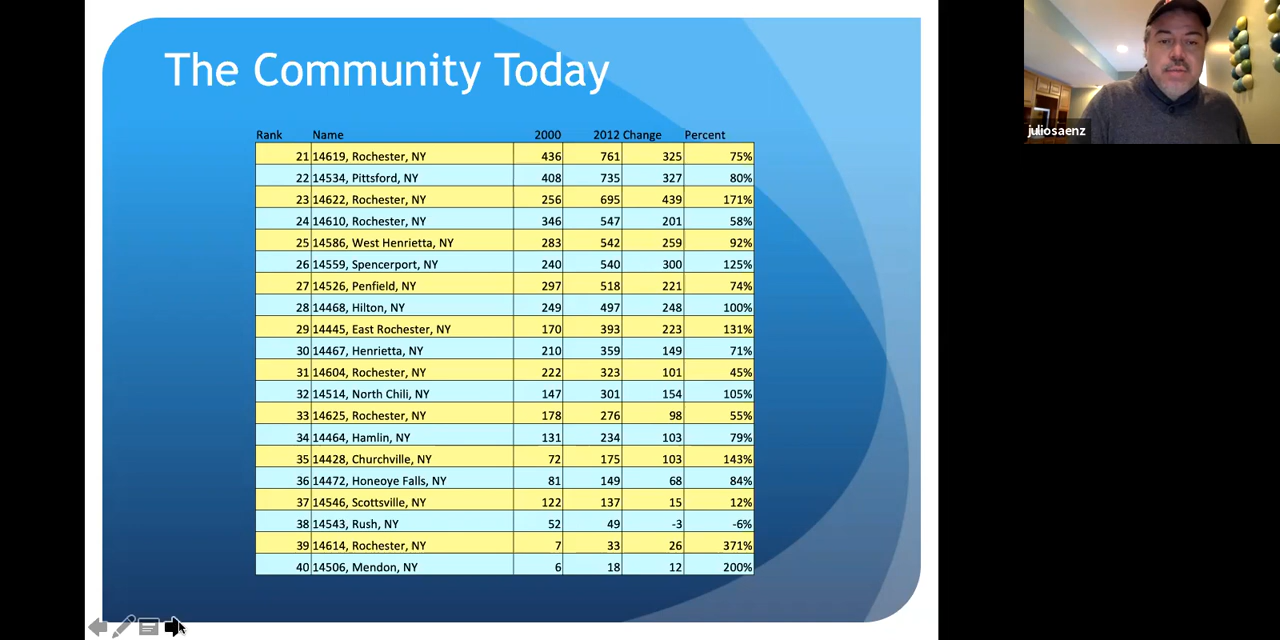 The Community Today
Rank Name 2000 2012 Change Percent
21 14619, Rochester, NY 436 761 325 75%
22 14534, Pittsford, NY 408 735 327 80%
23 14622, Rochester, NY 256 695 439 171%
24 14610, Rochester, NY 346 547 201 58%
25 14586, West Henrietta, NY 283 542 259 92%
26 14559, Spencerport, NY 240 540 300 125%
27 14526, Penfield, NY 297 518 221 74%
28 14468, Hilton, NY 249 497 248 100%
29 14445, East Rochester, NY 170 393 223 131%
30 14467, Henrietta, NY 210 359 149 71%
31 14604, Rochester, NY 222 323 101 45%
32 14514, North Chili, NY 147 301 154 105%
33 14625, Rochester, NY 178 276 98 55%
34 14464, Hamlin, NY 131 234 103 79%
35 14428, Churchville, NY 72 175 103 143%
36 14472, Honeoye Falls, NY 81 149 68 84%
37 14546, Scottsville, NY 122 137 15 12%
38 14543, Rush, NY 52 49 -3 -6%
39 14614, Rochester, NY 7 33 26 371%
40 14506, Mendon, NY 6 18 12 200%
juliosaenz